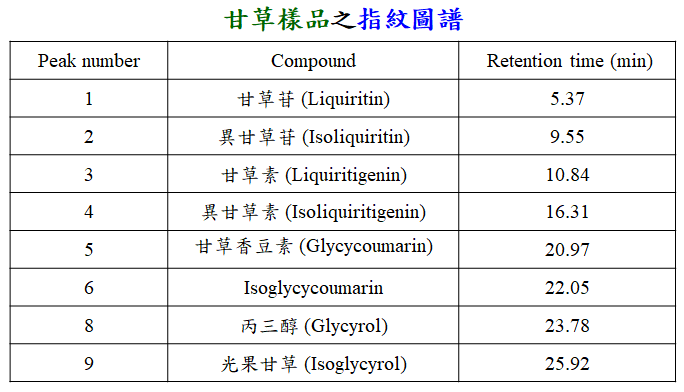 甘草樣品之指紋圖譜
Peak number Compound Retention time (min)
1 甘草苷 (Liquiritin) 5.37
2 異甘草苷 (Isoliquiritin) 9.55
3 甘草素 (Liquiritigenin) 10.84
4 異甘草素 (Isoliquiritigenin) 16.31
5 甘草香豆素 (Glycycoumarin) 20.97
6 Isoglycycoumarin 22.05
8 丙三醇 (Glycyrol) 23.78
9 光果甘草 (Isoglycyrol) 25.92